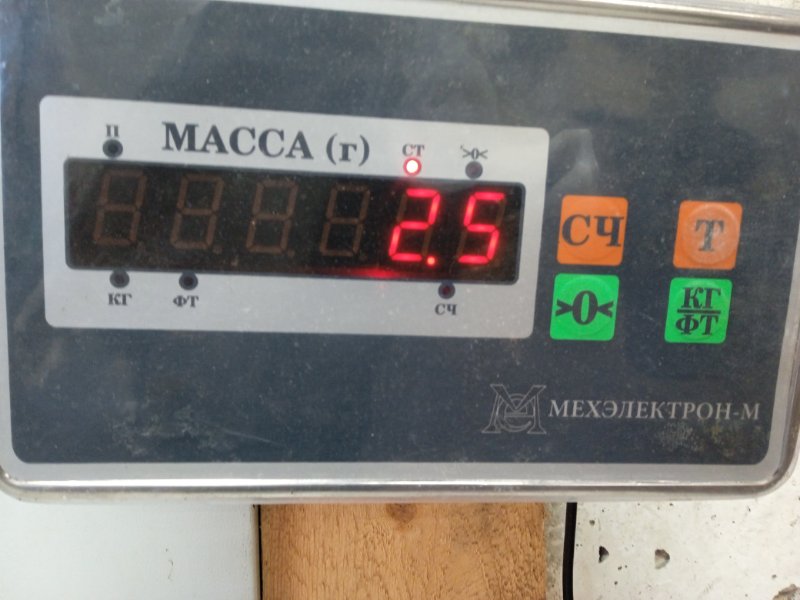 П
МАССА (г)
СТ
>0<
2.5
КГ
ФТ
СЧ
СЧ
Т
>0<
КГ
ФТ
МЕХЭЛЕКТРОН-М